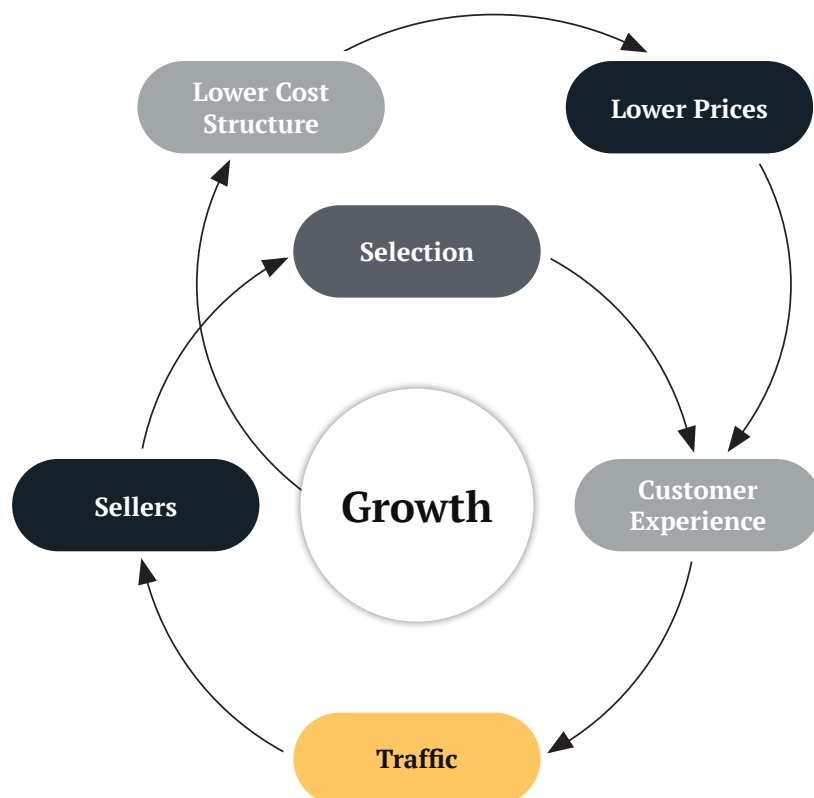 Lower Cost
Structure
Lower Prices
Selection
Sellers
Growth
Customer
Experience
Traffic